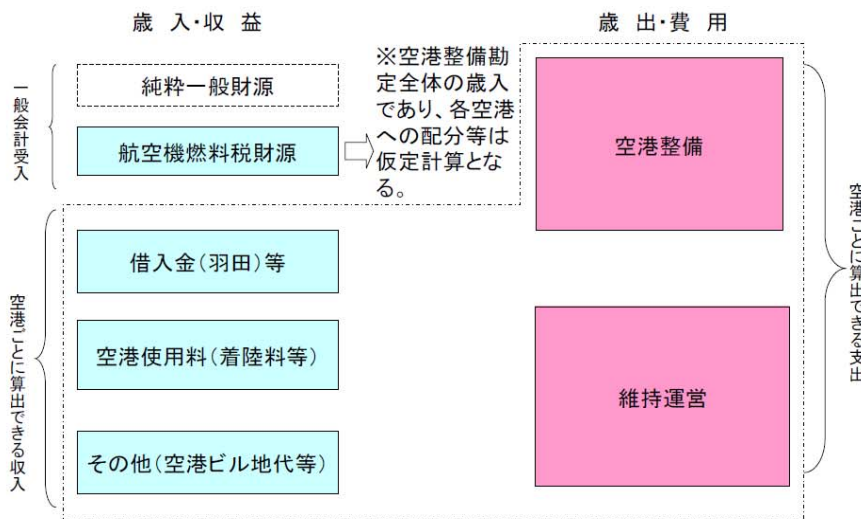 歳 入・収 益
歳 出・費 用
一般会計受入
純粋一般財源
航空機燃料税財源
※空港整備勘
定全体の歳入
であり、各空港
への配分等は
仮定計算とな
る。
空港ごとに算出できる収入
借入金(羽田)等
空港使用料(着陸料等)
その他(空港ビル地代等)
空港整備
維持運営
空港ごとに算出できる支出